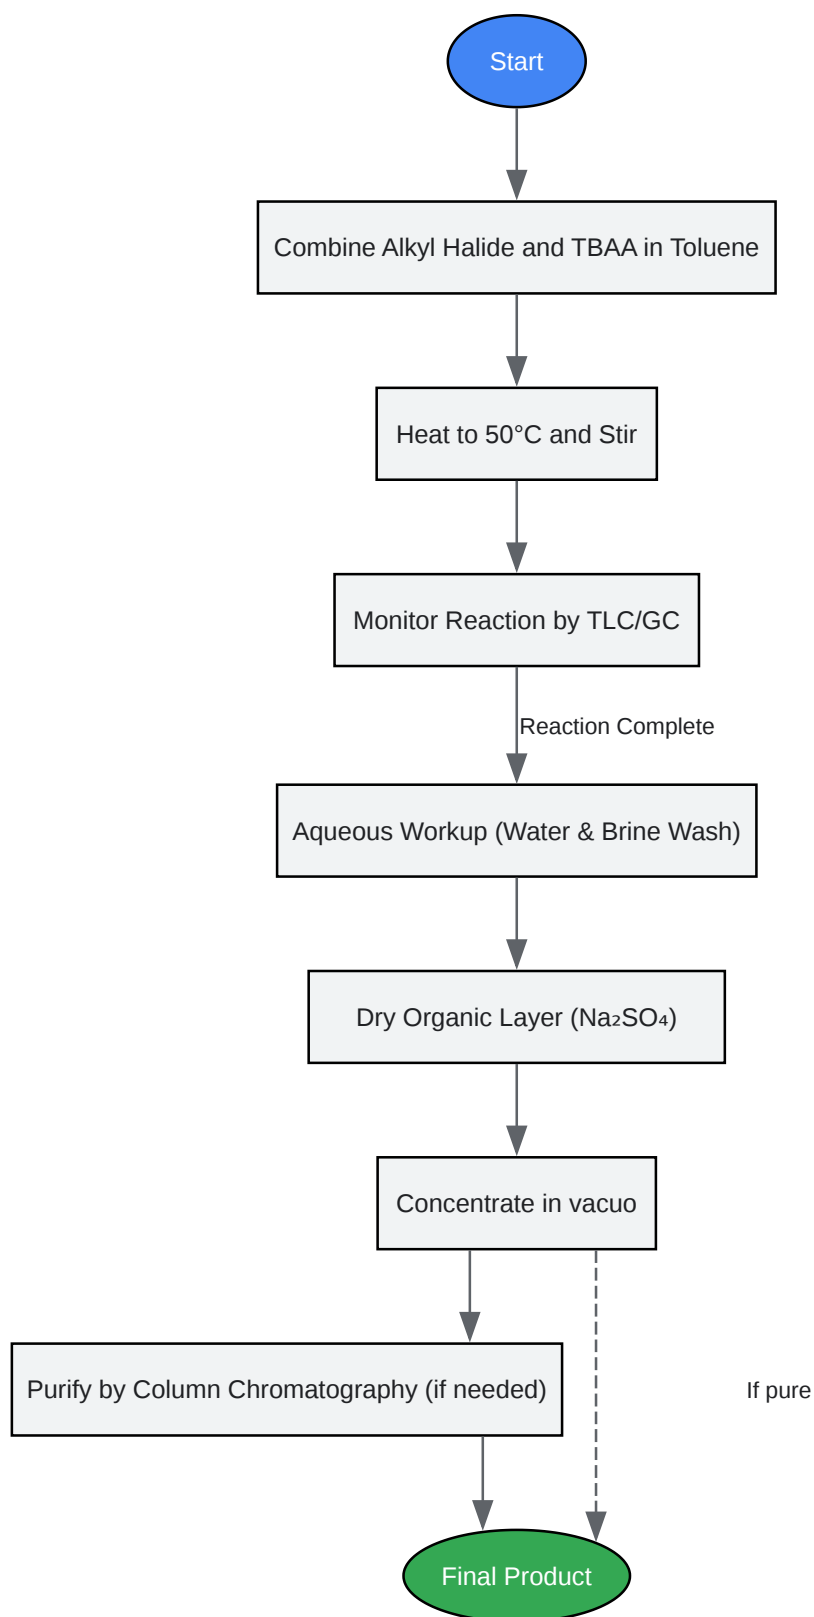 Start
Combine Alkyl Halide and TBAA in Toluene
Heat to 50°C and Stir
Monitor Reaction by TLC/GC
Reaction Complete
Aqueous Workup (Water & Brine Wash)
Dry Organic Layer (Na₂SO₄)
Concentrate in vacuo
Purify by Column Chromatography (if needed)
If pure
Final Product